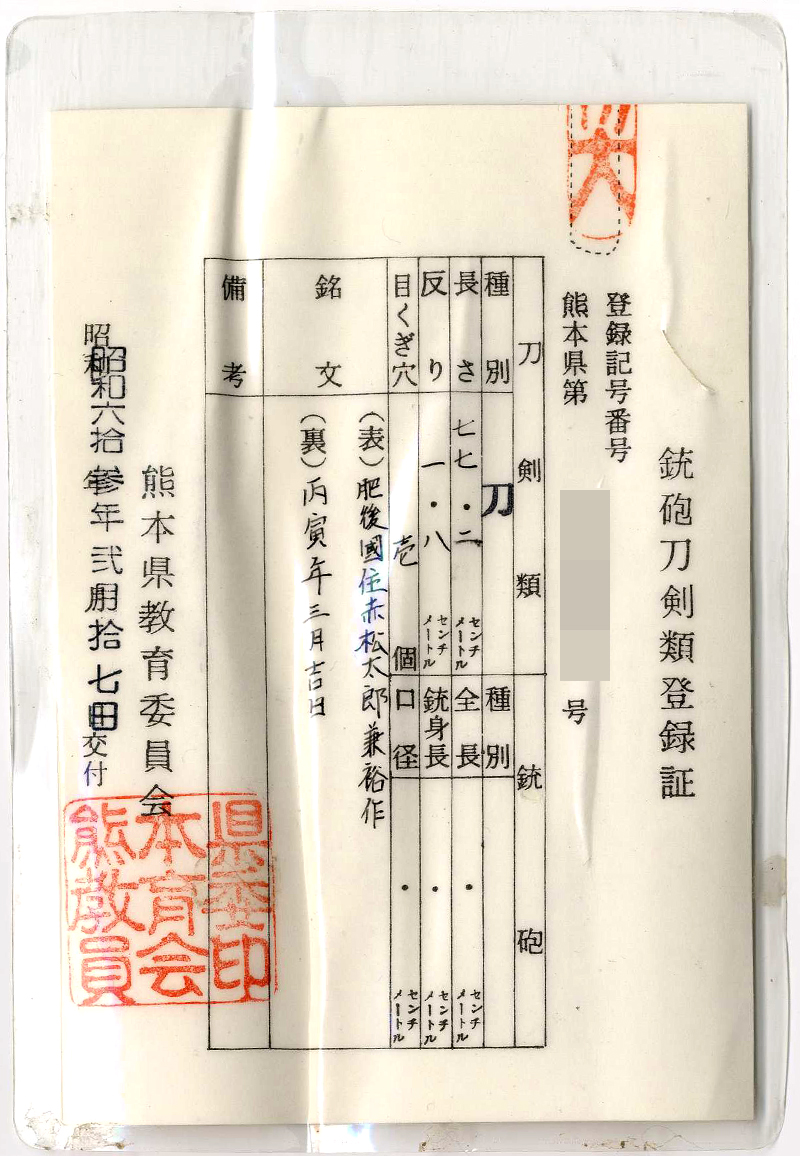 銃砲刀剣類登録証
登録記号番号
熊本県第
号
刀剣類
種別
刀
長さ
七七・二
センチメートル
反り
一・八
センチメートル
目くぎ穴
壱個
銘文
(表)肥後國住赤松太郎兼裕作
(裏)丙寅年三月吉日
備考
銃砲
種別
全長
・
センチメートル
銃身長
・
センチメートル
口径
・
センチメートル
熊本県教育委員会
昭和六拾参年弐月拾七日交付
県委印
本育会
熊教員